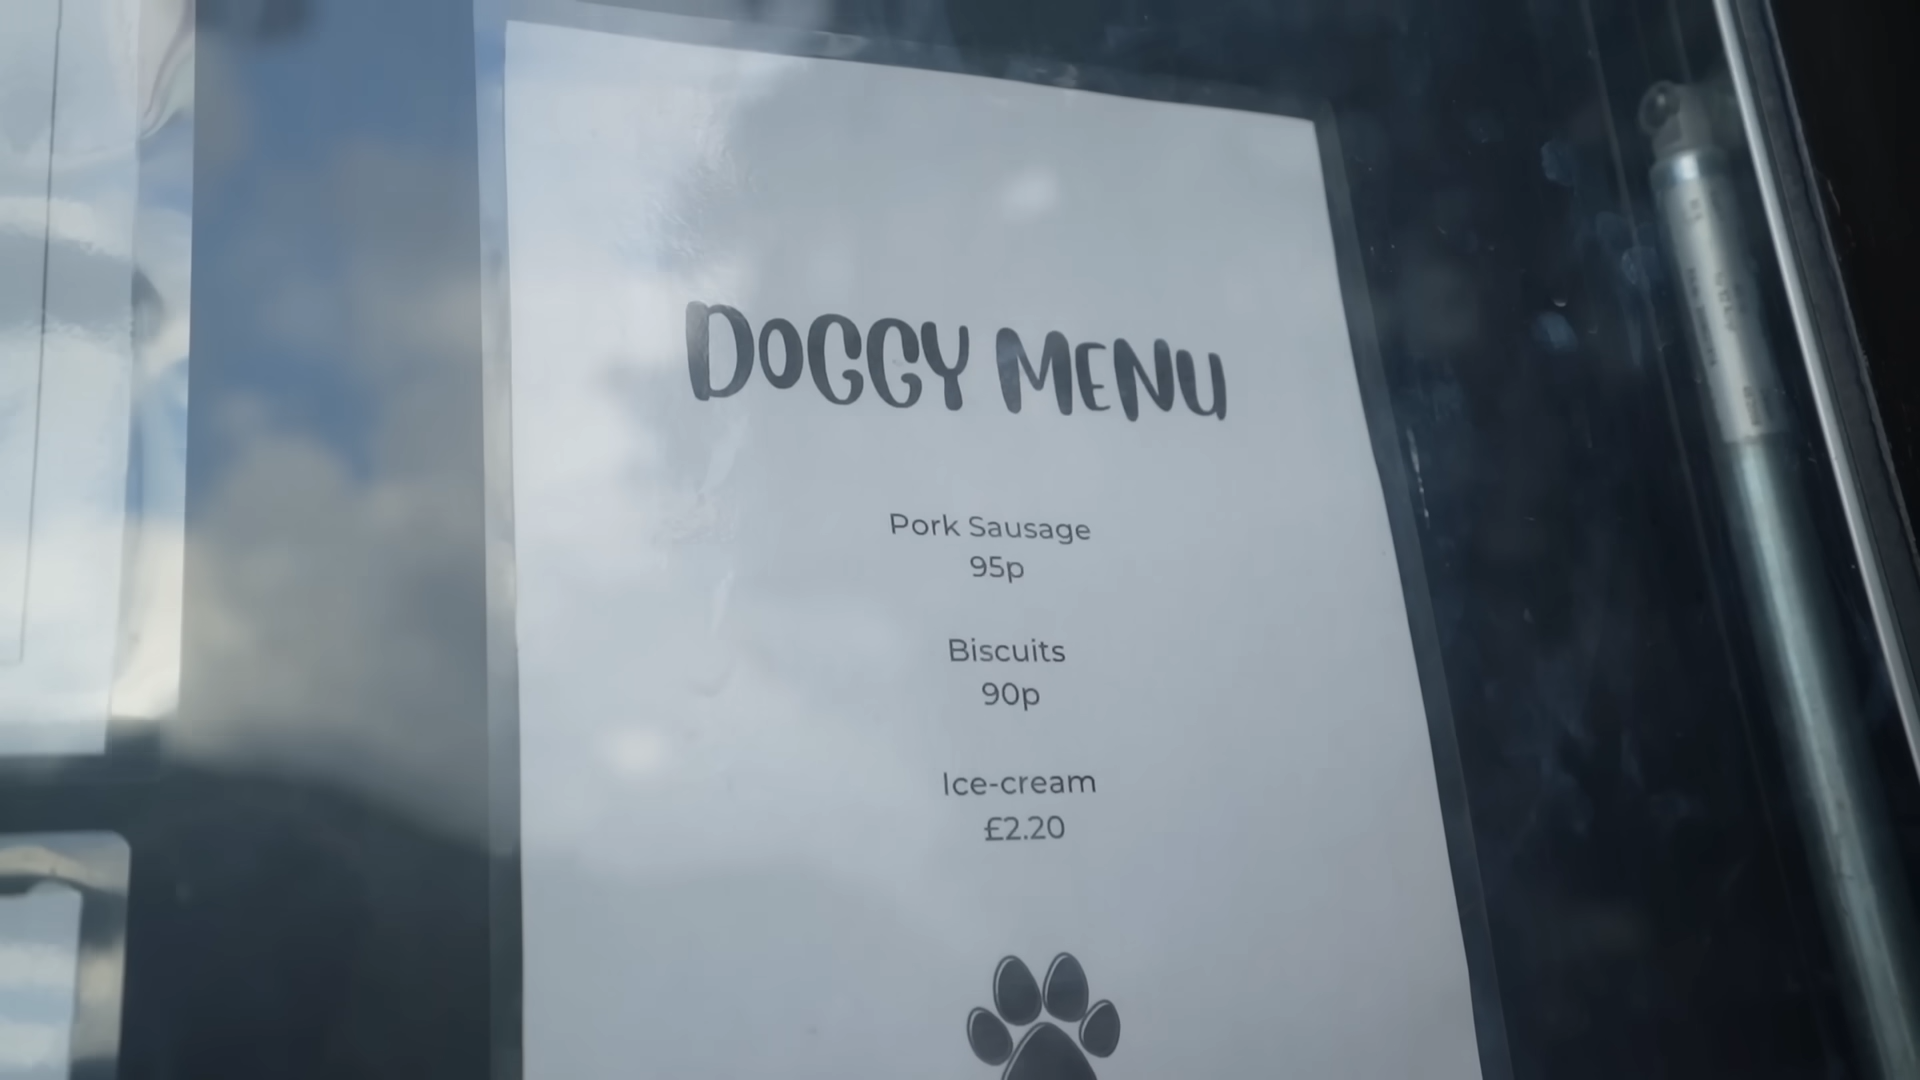 DOGGY MENU
Pork Sausage
95p
Biscuits
90p
Ice-cream
£2.20